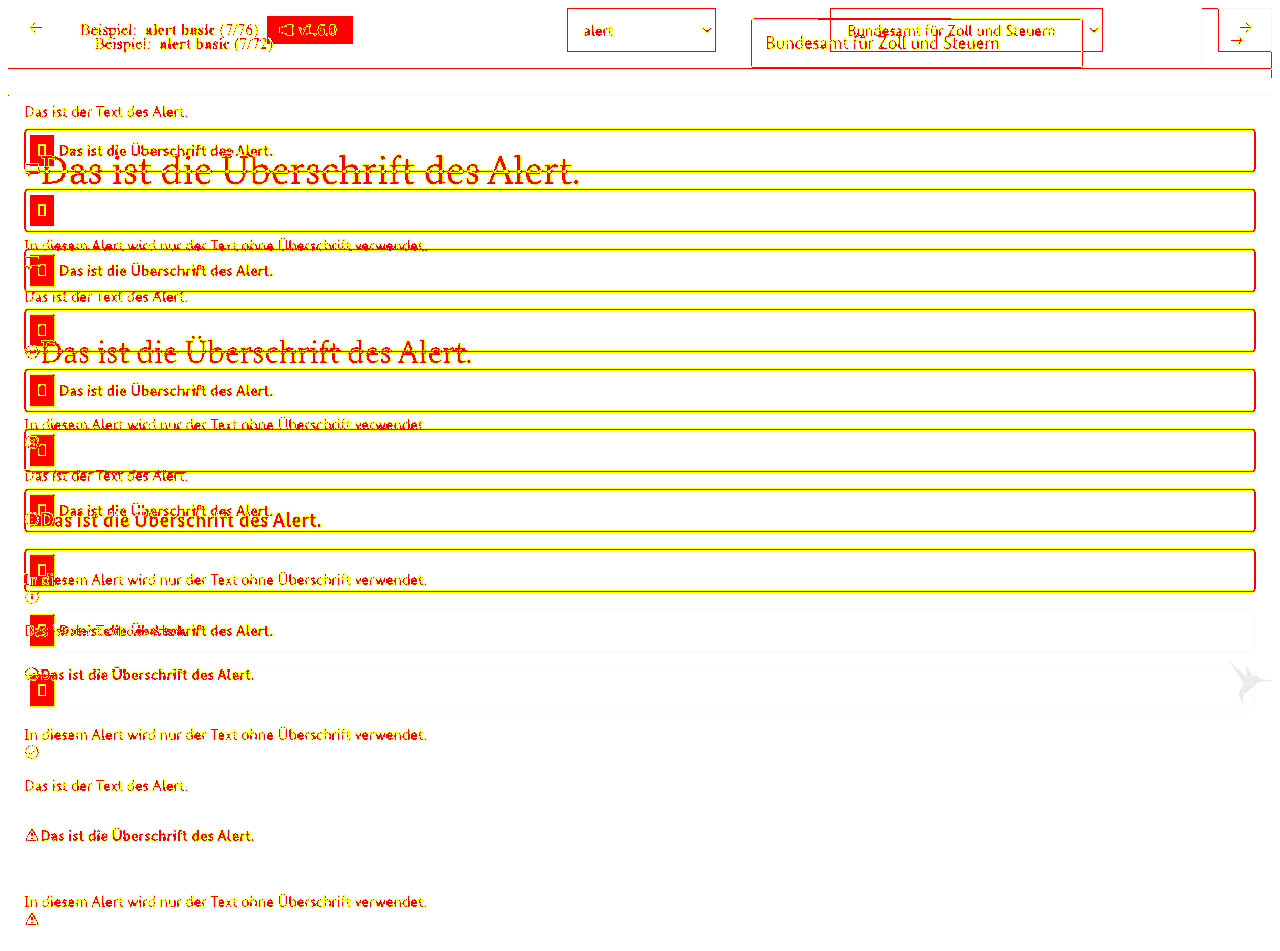 Beispiel: alert basic (7/76) v1.6.0 alert Bundesamt für Zoll und Steuern
Beispiel: alert basic (7/72) Bundesamt für Zoll und Steuern
Das ist der Text des Alert.
Das ist die Überschrift des Alert.
Das ist die Überschrift des Alert.
In diesem Alert wird nur der Text ohne Überschrift verwendet.
Das ist die Überschrift des Alert.
Das ist der Text des Alert.
Das ist die Überschrift des Alert.
Das ist die Überschrift des Alert.
In diesem Alert wird nur der Text ohne Überschrift verwendet.
Das ist der Text des Alert.
Das ist die Überschrift des Alert.
Das ist die Überschrift des Alert.
In diesem Alert wird nur der Text ohne Überschrift verwendet.
Das ist die Überschrift des Alert.
Das ist die Überschrift des Alert.
In diesem Alert wird nur der Text ohne Überschrift verwendet.
Das ist der Text des Alert.
Das ist die Überschrift des Alert.
In diesem Alert wird nur der Text ohne Überschrift verwendet.